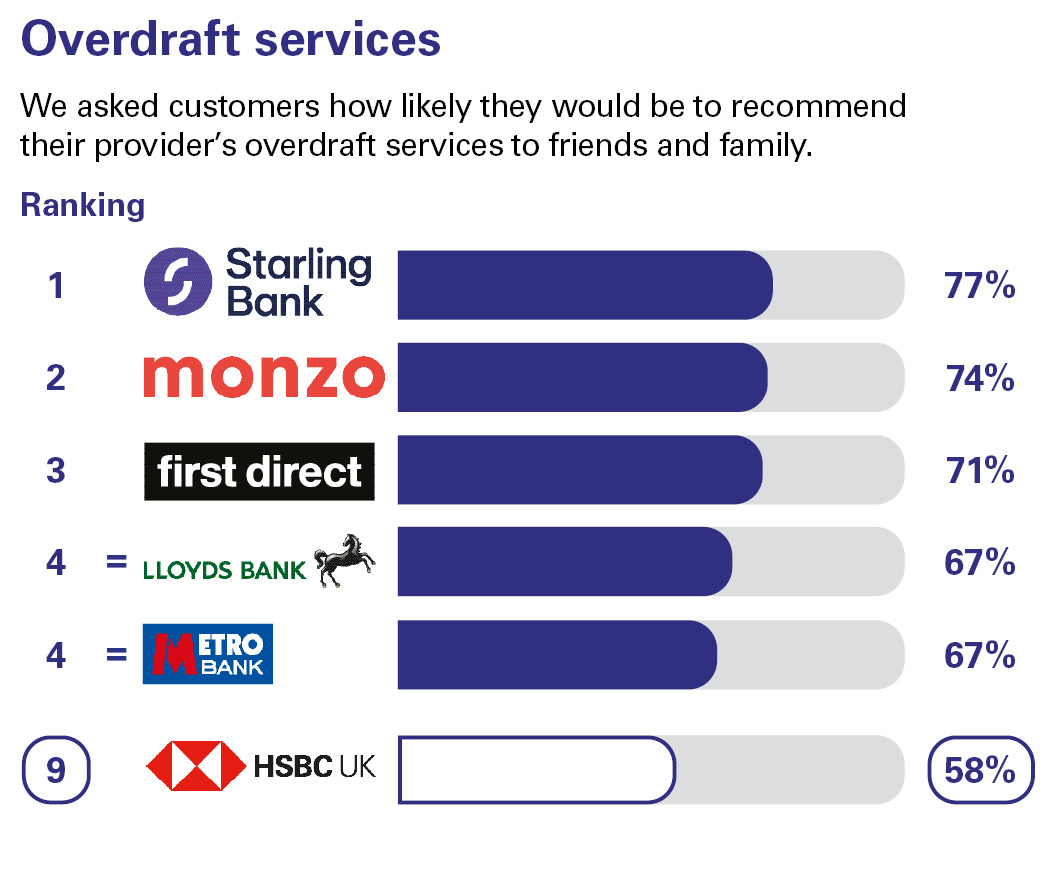 Overdraft services
We asked customers how likely they would be to recommend
their provider’s overdraft services to friends and family.
Ranking
1 Starling Bank 77%
2 monzo 74%
3 first direct 71%
4 = LLOYDS BANK 67%
4 = METRO BANK 67%
9 HSBC UK 58%